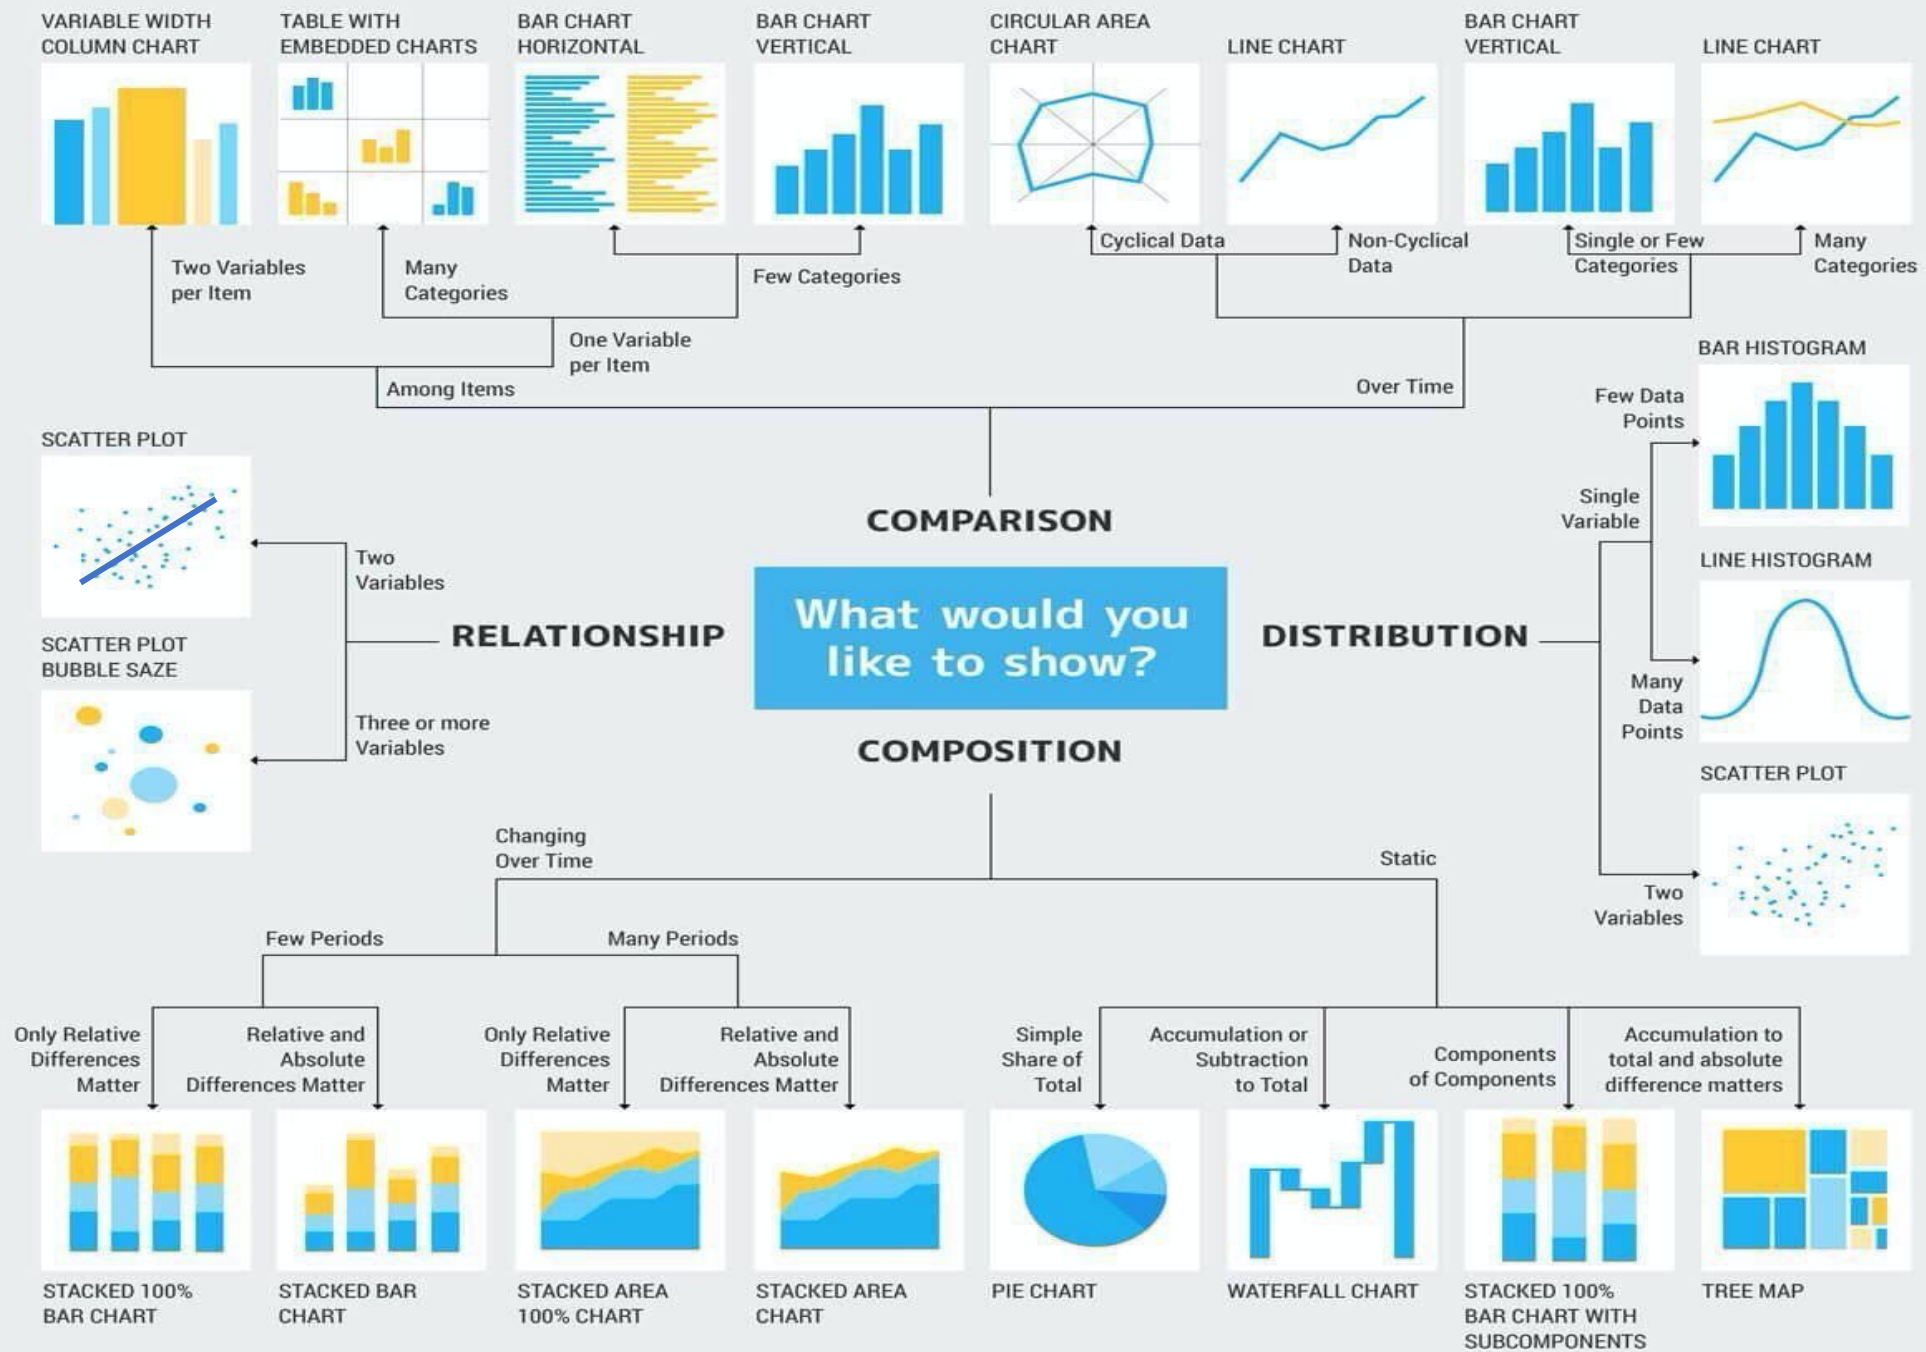 VARIABLE WIDTH
COLUMN CHART
TABLE WITH
EMBEDDED CHARTS
BAR CHART
HORIZONTAL
BAR CHART
VERTICAL
CIRCULAR AREA
CHART
LINE CHART
BAR CHART
VERTICAL
LINE CHART
Two Variables
per Item
Many
Categories
Few Categories
Cyclical Data
Non-Cyclical
Data
Single or Few
Categories
Many
Categories
One Variable
per Item
Among Items
Over Time
BAR HISTOGRAM
Few Data
Points
SCATTER PLOT
Single
Variable
COMPARISON
Two
Variables
LINE HISTOGRAM
What would you
like to show?
RELATIONSHIP
DISTRIBUTION
SCATTER PLOT
BUBBLE SAZE
Many
Data
Points
Three or more
Variables
COMPOSITION
SCATTER PLOT
Changing
Over Time
Static
Two
Variables
Few Periods
Many Periods
Only Relative
Differences
Matter
Relative and
Absolute
Differences Matter
Only Relative
Differences
Matter
Relative and
Absolute
Differences Matter
Simple
Share of
Total
Accumulation or
Subtraction
to Total
Components
of Components
Accumulation to
total and absolute
difference matters
STACKED 100%
BAR CHART
STACKED BAR
CHART
STACKED AREA
100% CHART
STACKED AREA
CHART
PIE CHART
WATERFALL CHART
STACKED 100%
BAR CHART WITH
SUBCOMPONENTS
TREE MAP